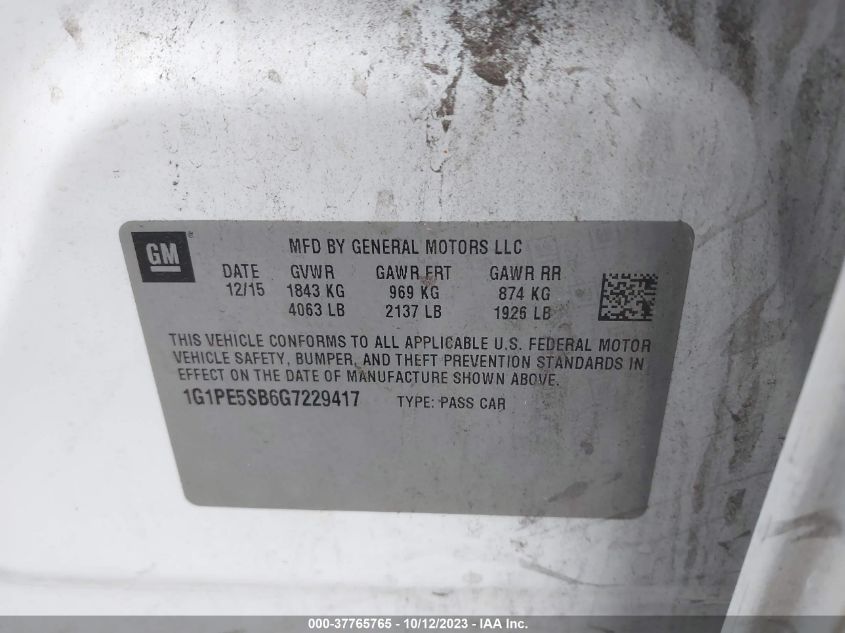 GM ®
MFD BY GENERAL MOTORS LLC
DATE GVWR GAWR FRT GAWR RR
12/15 1843 KG 969 KG 874 KG
4063 LB 2137 LB 1926 LB
THIS VEHICLE CONFORMS TO ALL APPLICABLE U.S. FEDERAL MOTOR
VEHICLE SAFETY, BUMPER, AND THEFT PREVENTION STANDARDS IN
EFFECT ON THE DATE OF MANUFACTURE SHOWN ABOVE.
1G1PE5SB6G7229417 TYPE: PASS CAR
000-37765765 - 10/12/2023 - IAA Inc.